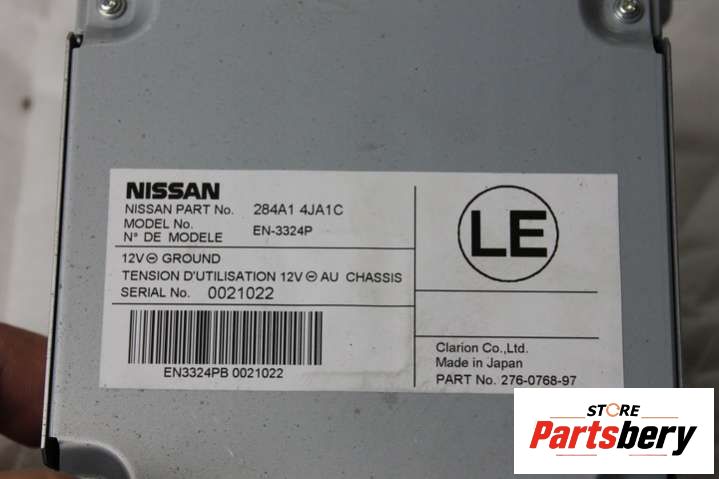 NISSAN
NISSAN PART No. 284A1 4JA1C
MODEL No.
N° DE MODELE EN-3324P
12V⊖ GROUND
TENSION D'UTILISATION 12V⊖ AU CHASSIS
SERIAL No. 0021022
EN3324PB 0021022
LE
Clarion Co.,Ltd.
Made in Japan
PART No. 276-0768-97
STORE
Partsbery